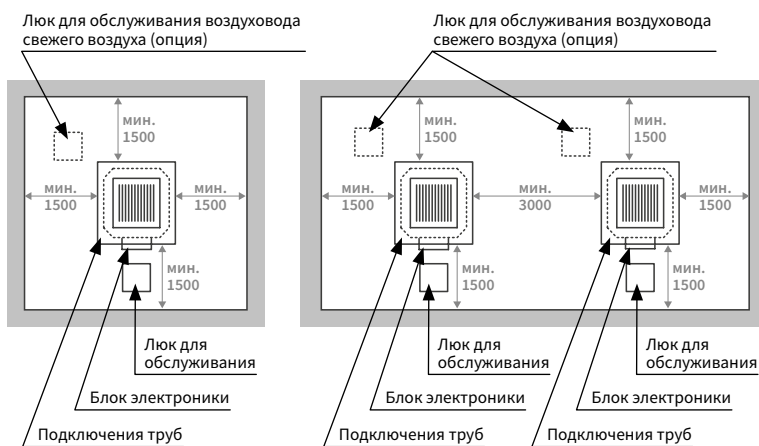 Люк для обслуживания воздуховода
свежего воздуха (опция)
мин.
1500
мин.
1500
мин.
1500
мин.
1500
Люк для
обслуживания
Блок электроники
Подключения труб
Люк для обслуживания воздуховода
свежего воздуха (опция)
мин.
1500
мин.
1500
мин.
1500
мин.
3000
мин.
1500
мин.
1500
мин.
1500
Люк для
обслуживания
Люк для
обслуживания
Блок электроники
Блок электроники
Подключения труб
Подключения труб